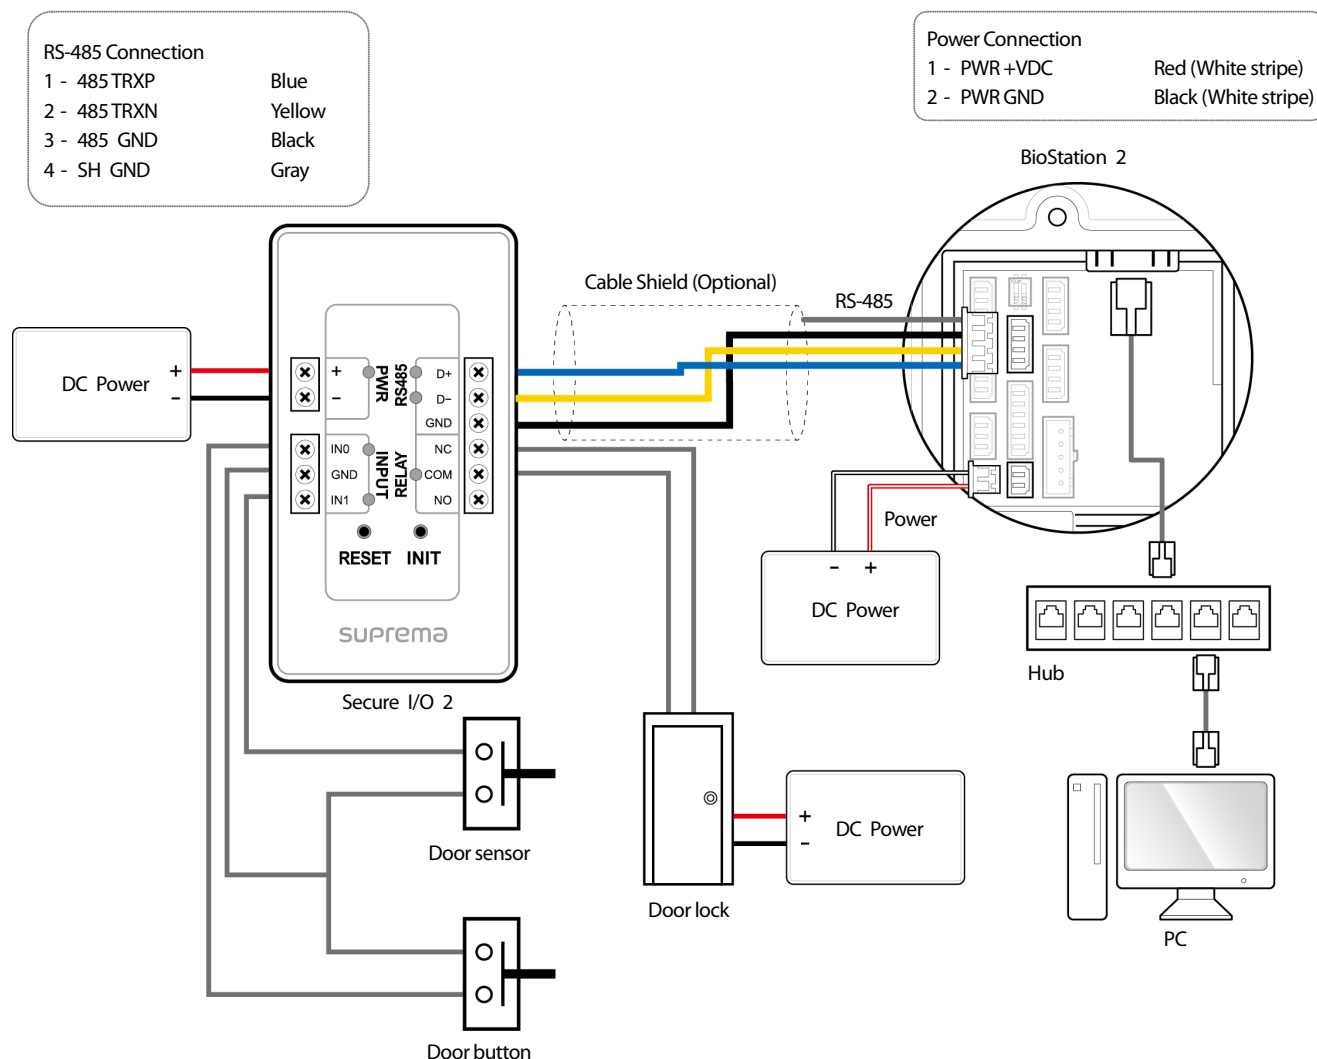 RS-485 Connection
1 - 485 TRXP Blue
2 - 485 TRXN Yellow
3 - 485 GND Black
4 - SH GND Gray
Power Connection
1 - PWR +VDC Red (White stripe)
2 - PWR GND Black (White stripe)
BioStation 2
Cable Shield (Optional)
RS-485
DC Power
+
−
+
−
PWR
RS485
D+
D−
GND
IN0
GND
IN1
INPUT
RELAY
NC
COM
NO
RESET INIT
suprema
Secure I/O 2
Power
− +
DC Power
Hub
Door sensor
Door lock
+
−
DC Power
PC
Door button